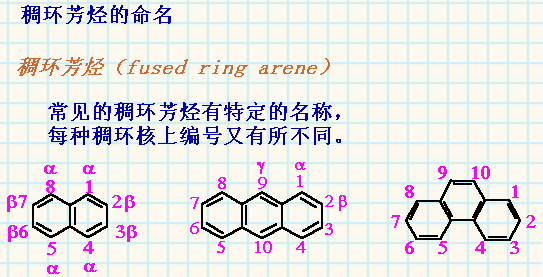 稠环芳烃的命名
稠环芳烃（fused ring arene）
常见的稠环芳烃有特定的名称，
每种稠环核上编号又有所不同。
α α
8 1
β7 2β
β6 3β
5 4
α α
γ α
8 9 1
7 2 β
6 3
5 10 4
9 10
8 1
7 2
6 5 4 3